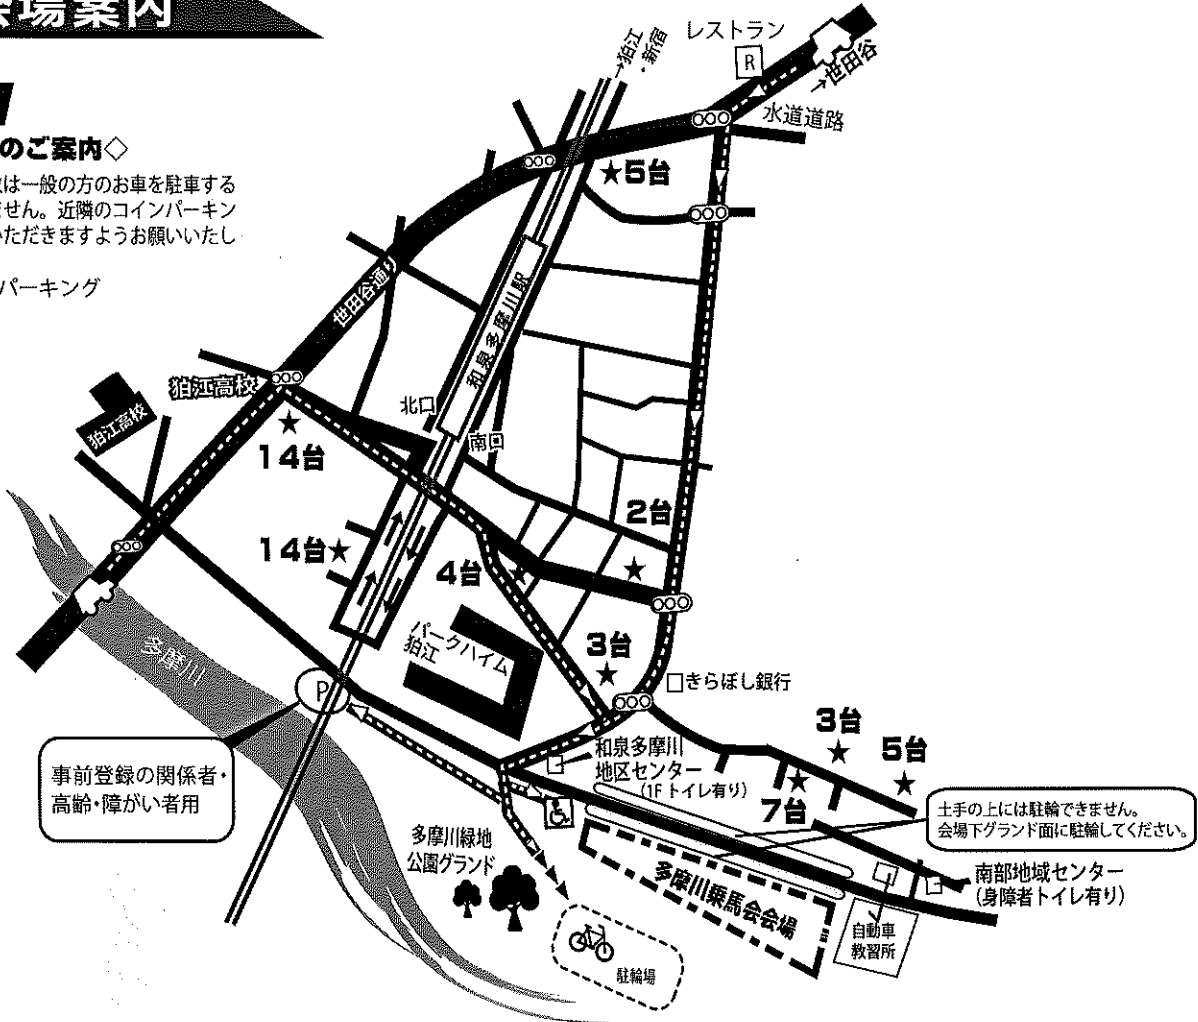 会場案内
のご案内◇
は一般の方のお車を駐車する
ません。近隣のコインパーキン
いただきますようお願いいたし
パーキング
→狛江
・新宿
レストラン
R
→世田谷
水道道路
★5台
世田谷通り
和泉多摩川駅
狛江高校
狛江高校
北口
南口
★
14台
14台★
2台
★
4台
★
パークハイム
狛江
3台
★
□きらぼし銀行
多摩川
P
事前登録の関係者・
高齢・障がい者用
和泉多摩川
地区センター
(1F トイレ有り)
3台
★
5台
★
★
7台
土手の上には駐輪できません。
会場下グランド面に駐輪してください。
多摩川緑地
公園グランド
多摩川乗馬会会場
南部地域センター
(身障者トイレ有り)
自動車
教習所
駐輪場